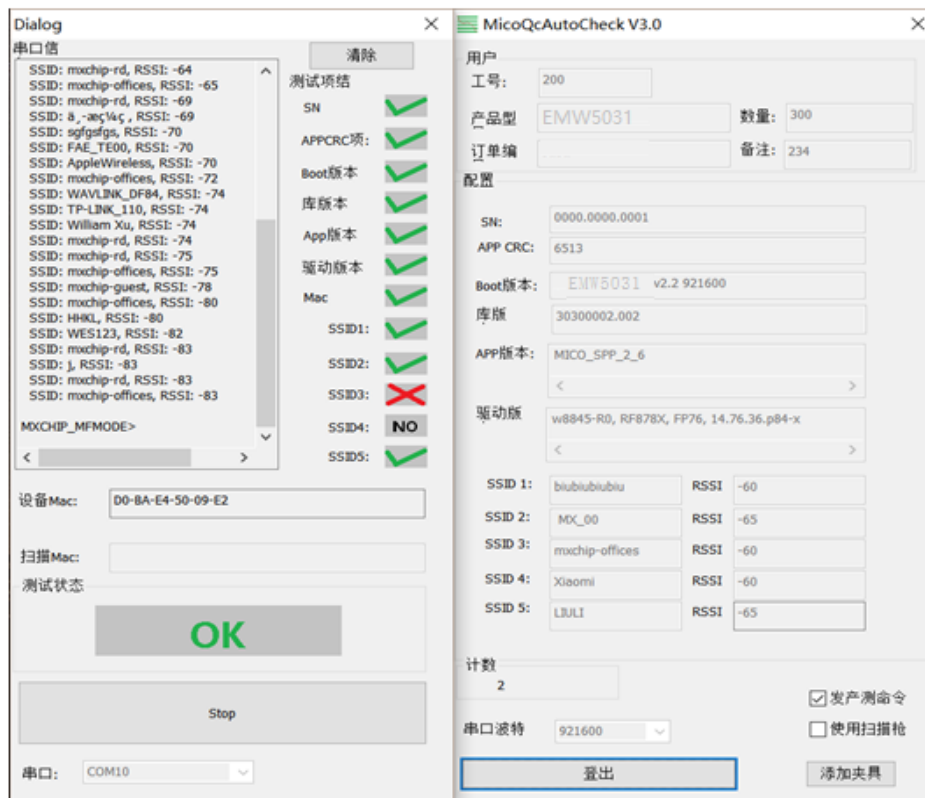 Dialog
串口信
清除
SSID: mxchip-rd, RSSI: -64
SSID: mxchip-offices, RSSI: -65
SSID: mxchip-rd, RSSI: -69
SSID: ä¸-æç¼ç , RSSI: -69
SSID: sgfgsfgs, RSSI: -70
SSID: FAE_TE00, RSSI: -70
SSID: AppleWireless, RSSI: -70
SSID: mxchip-offices, RSSI: -72
SSID: WAVLINK_DF84, RSSI: -74
SSID: TP-LINK_110, RSSI: -74
SSID: William Xu, RSSI: -74
SSID: mxchip-rd, RSSI: -74
SSID: mxchip-rd, RSSI: -75
SSID: mxchip-offices, RSSI: -75
SSID: mxchip-guest, RSSI: -78
SSID: mxchip-offices, RSSI: -80
SSID: HHKL, RSSI: -80
SSID: WES123, RSSI: -82
SSID: mxchip-rd, RSSI: -83
SSID: j, RSSI: -83
SSID: mxchip-rd, RSSI: -83
SSID: mxchip-offices, RSSI: -83
MXCHIP_MFMODE>
测试项结
SN
APPCRC项:
Boot版本
库版本
App版本
驱动版本
Mac
SSID1:
SSID2:
SSID3:
SSID4: NO
SSID5:
设备Mac: D0-BA-E4-50-09-E2
扫描Mac:
测试状态
OK
Stop
串口: COM10
MicoQcAutoCheck V3.0
用户
工号: 200
产品型 EMW5031 数量: 300
订单编 备注: 234
配置
SN: 0000.0000.0001
APP CRC: 6513
Boot版本: EMW5031 v2.2 921600
库版 30300002.002
APP版本: MICO_SPP_2_6
驱动版 w8845-R0, RF878X, FP76, 14.76.36.p84-x
SSID 1: biubiubiubiu RSSI -60
SSID 2: MX_00 RSSI -65
SSID 3: mxchip-offices RSSI -60
SSID 4: Xiaomi RSSI -60
SSID 5: LIULI RSSI -65
计数
2
发产测命令
串口波特 921600 使用扫描枪
登出 添加夹具